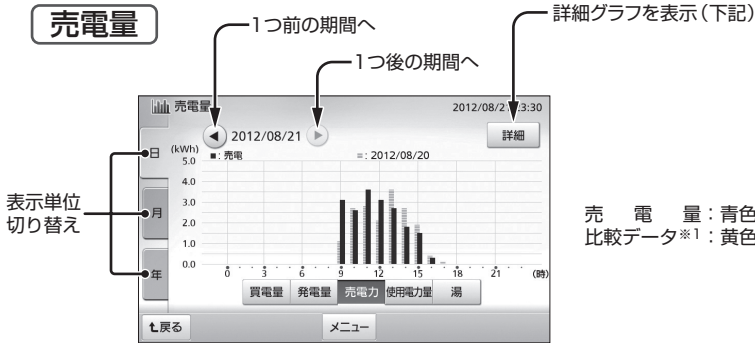 売電量
1つ前の期間へ
詳細グラフを表示（下記）
1つ後の期間へ
売電量
2012/08/21
3:30
2012/08/21
詳細
日
(kWh)
■：売電
≡：2012/08/20
5.0
4.0
3.0
2.0
1.0
0.0
0 3 6 9 12 15 18 21 (時)
表示単位
切り替え
月
年
売電量：青色
比較データ※1：黄色
買電量 発電量 売電力 使用電力量 湯
戻る
メニュー